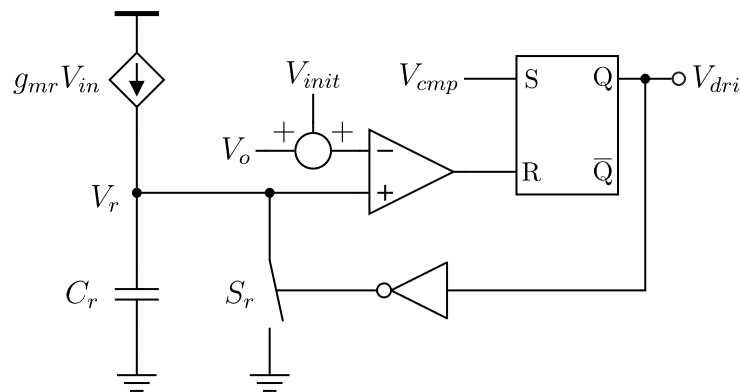 g_{mr}V_{in}
V_{init}
+ +
V_o
V_{cmp}
S Q
V_{dri}
−
+
R Q̅
V_r
C_r
S_r